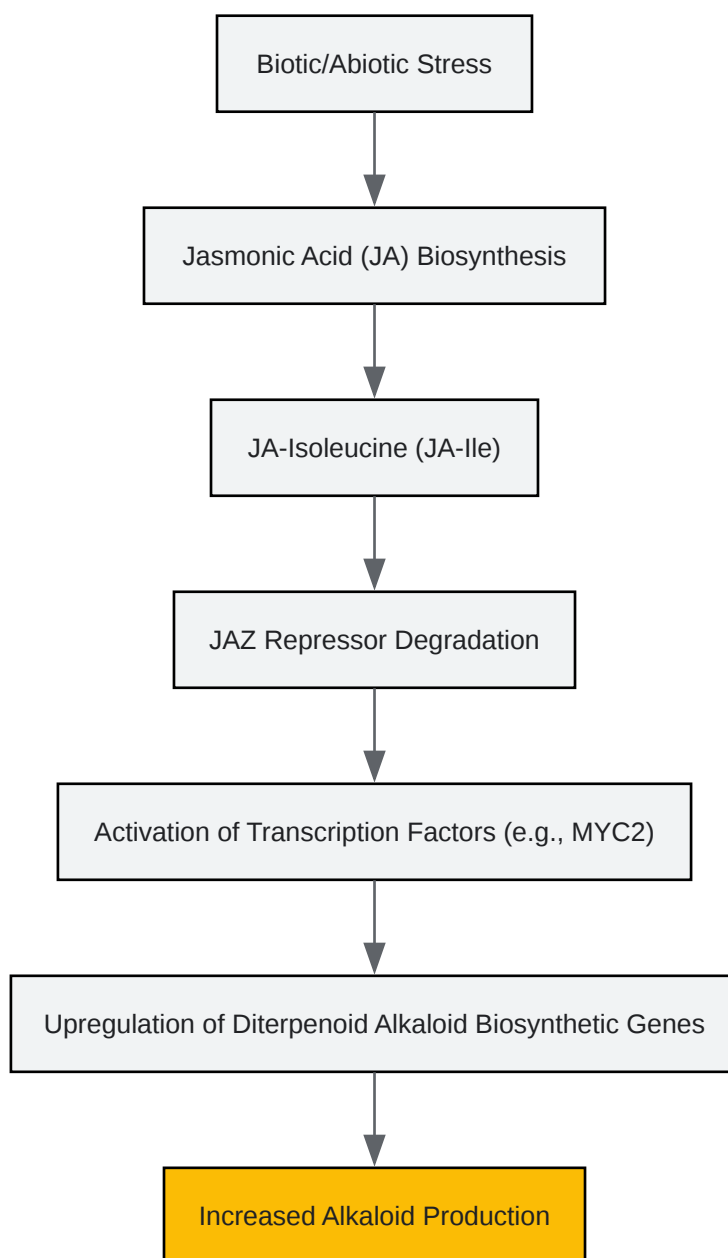 Biotic/Abiotic Stress
Jasmonic Acid (JA) Biosynthesis
JA-Isoleucine (JA-Ile)
JAZ Repressor Degradation
Activation of Transcription Factors (e.g., MYC2)
Upregulation of Diterpenoid Alkaloid Biosynthetic Genes
Increased Alkaloid Production